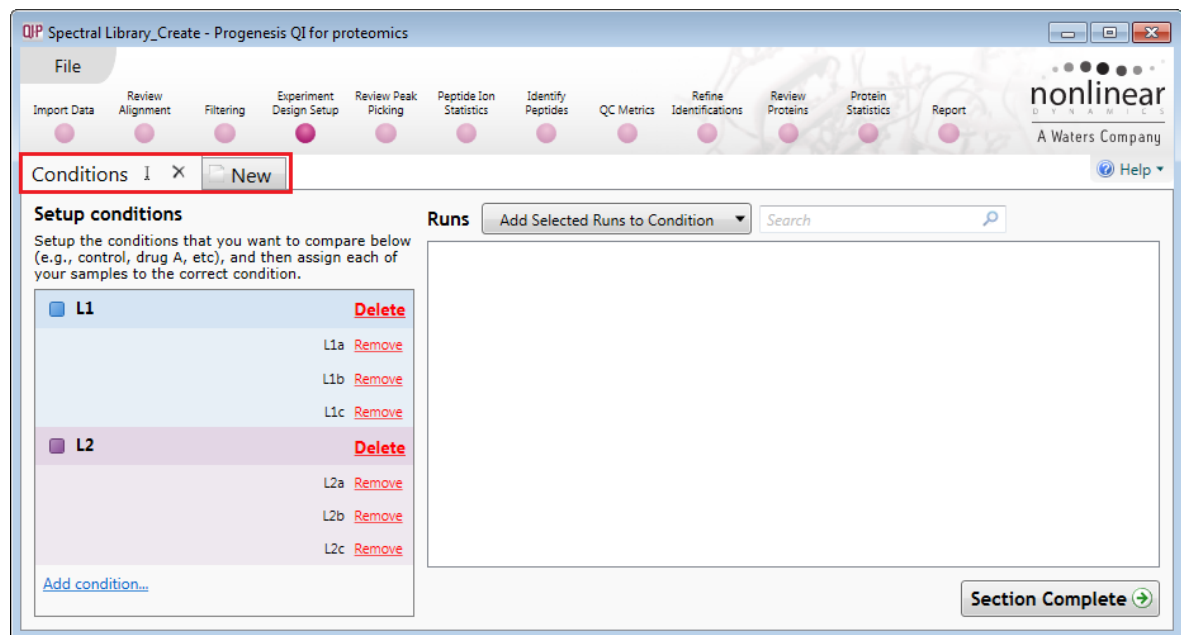 QIP Spectral Library_Create - Progenesis QI for proteomics
File
Import Data
Review Alignment
Filtering
Experiment Design Setup
Review Peak Picking
Peptide Ion Statistics
Identify Peptides
QC Metrics
Refine Identifications
Review Proteins
Protein Statistics
Report
nonlinear
DYNAMICS
A Waters Company
Conditions
New
Help
Setup conditions
Setup the conditions that you want to compare below
(e.g., control, drug A, etc), and then assign each of
your samples to the correct condition.
L1 Delete
L1a Remove
L1b Remove
L1c Remove
L2 Delete
L2a Remove
L2b Remove
L2c Remove
Add condition...
Runs
Add Selected Runs to Condition
Search
Section Complete